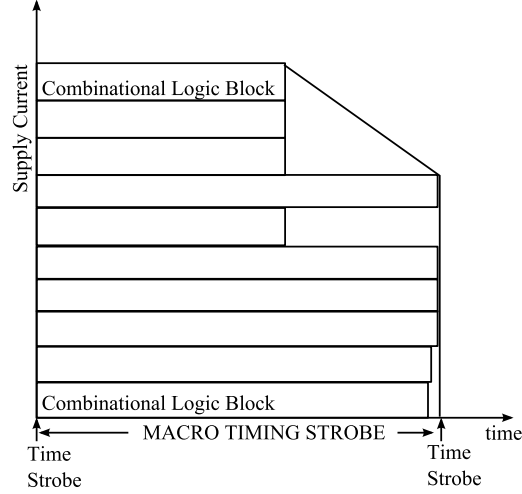 Supply Current
Combinational Logic Block
Combinational Logic Block
MACRO TIMING STROBE
time
Time
Strobe
Time
Strobe